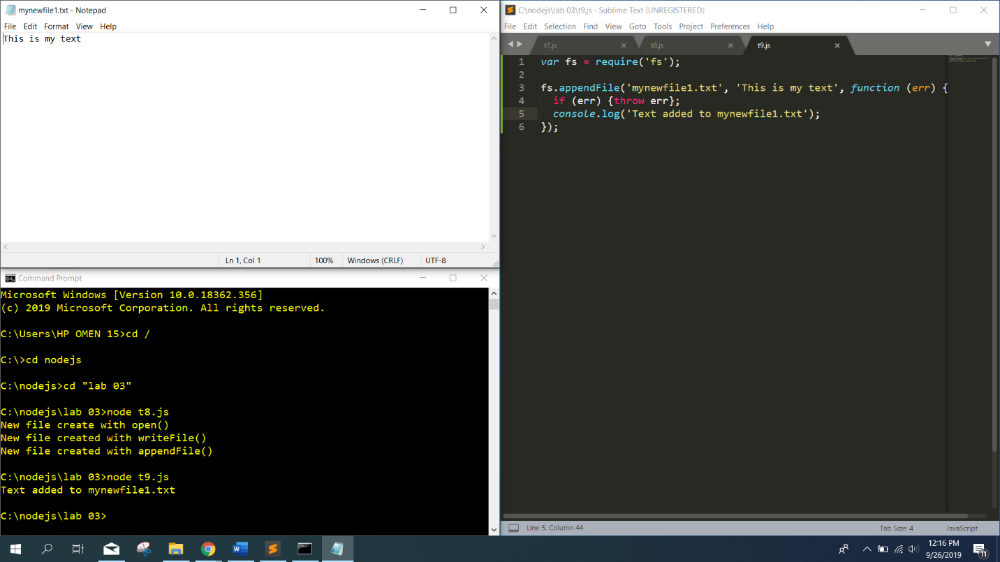 mynewfile1.txt - Notepad
File Edit Format View Help
This is my text
Ln 1, Col 1 100% Windows (CRLF) UTF-8
Command Prompt
Microsoft Windows [Version 10.0.18362.356]
(c) 2019 Microsoft Corporation. All rights reserved.
C:\Users\HP OMEN 15>cd /
C:\>cd nodejs
C:\nodejs>cd "lab 03"
C:\nodejs\lab 03>node t8.js
New file create with open()
New file created with writeFile()
New file created with appendFile()
C:\nodejs\lab 03>node t9.js
Text added to mynewfile1.txt
C:\nodejs\lab 03>
C:\nodejs\lab 03\t9.js - Sublime Text (UNREGISTERED)
File Edit Selection Find View Goto Tools Project Preferences Help
t7.js t8.js t9.js
1 var fs = require('fs');
2
3 fs.appendFile('mynewfile1.txt', 'This is my text', function (err) {
4 if (err) {throw err};
5 console.log('Text added to mynewfile1.txt');
6 });
Line 5, Column 44 Tab Size: 4 JavaScript
12:16 PM
9/26/2019
11